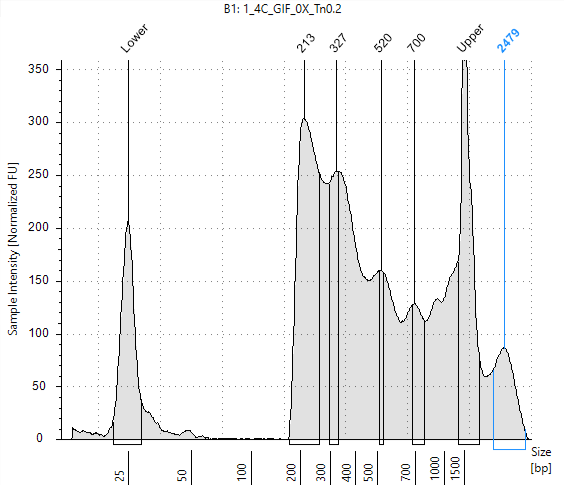 B1: 1_4C_GIF_0X_Tn0.2
Lower 213 327 520 700 Upper 2479
Sample Intensity [Normalized FU]
350
300
250
200
150
100
50
0
25 50 100 200 300 400 500 700 1000 1500
Size
[bp]